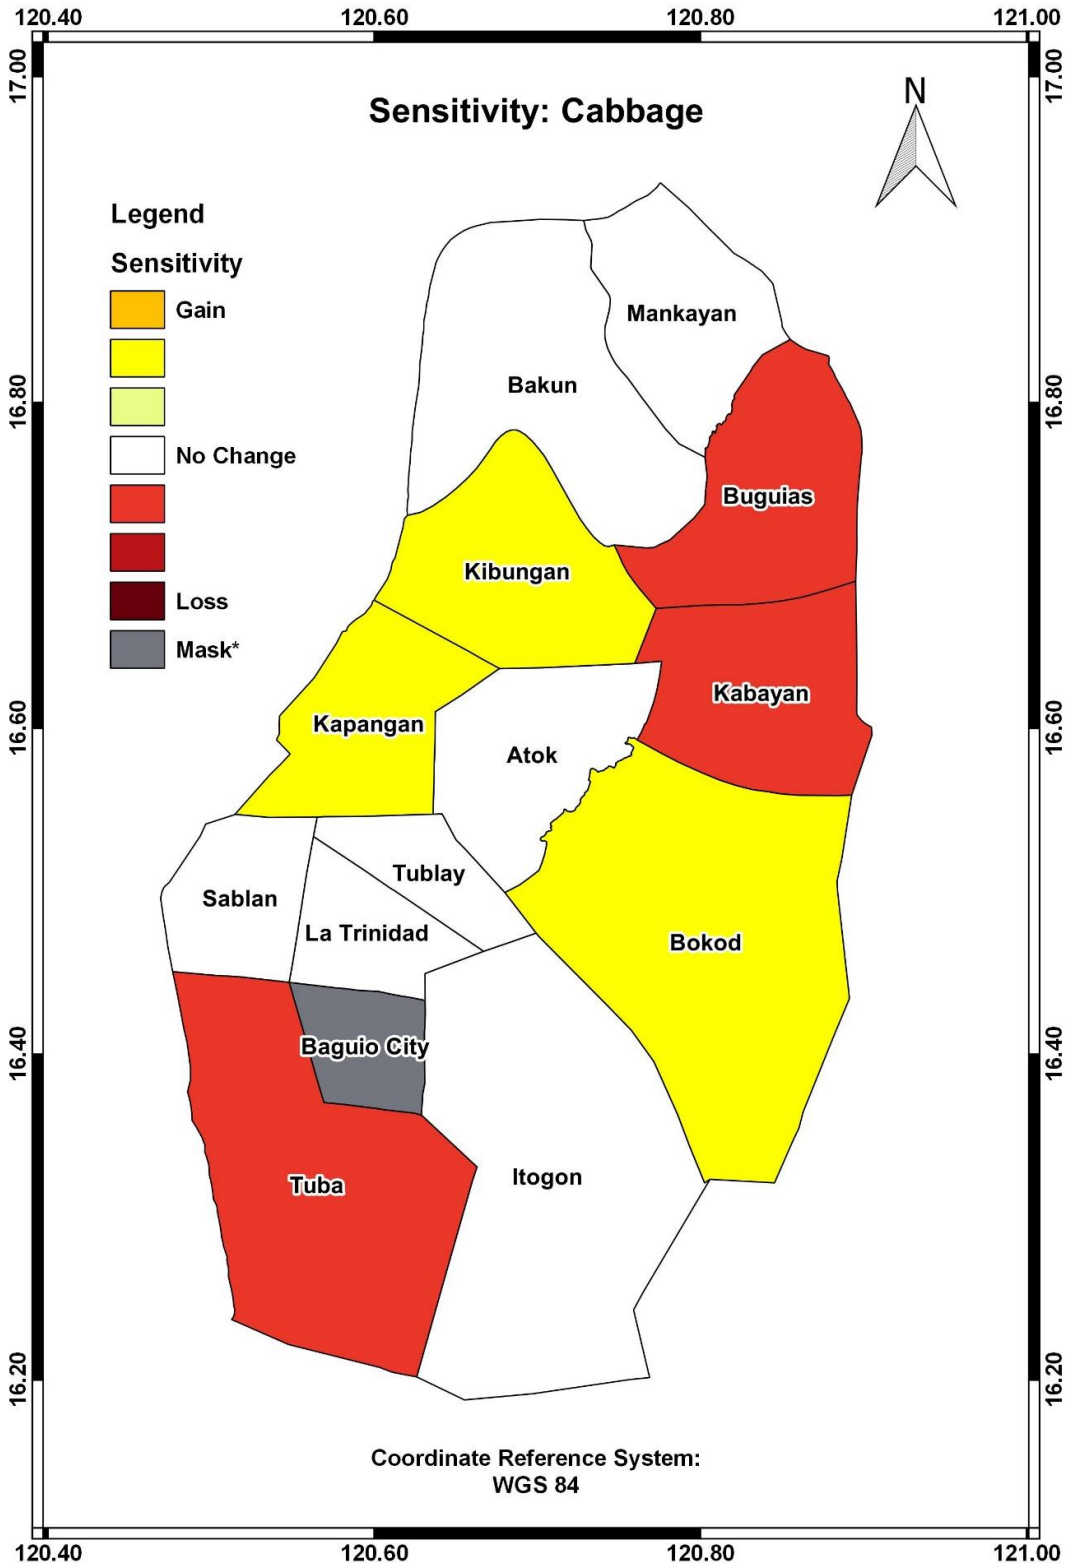 120.40 120.60 120.80 121.00
17.00 17.00
N
Sensitivity: Cabbage
Legend
Sensitivity
Gain
No Change
Loss
Mask*
Mankayan
Bakun
16.80 16.80
Buguias
Kibungan
Kabayan
Kapangan
16.60 16.60
Atok
Tublay
Sablan
La Trinidad
Bokod
16.40 16.40
Baguio City
Itogon
Tuba
16.20 16.20
Coordinate Reference System:
WGS 84
120.40 120.60 120.80 121.00